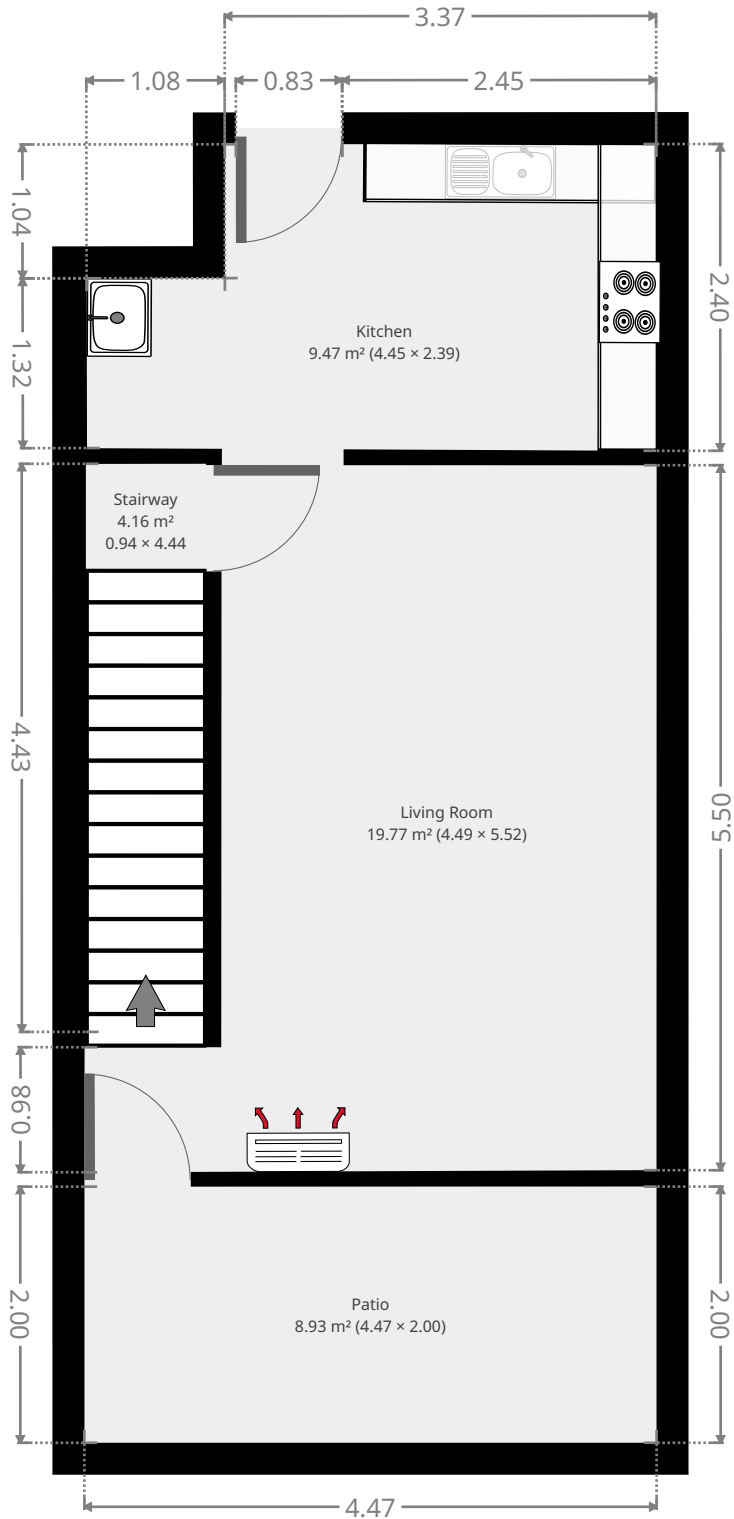 3.37
1.08
0.83
2.45
1.04
2.40
1.32
Kitchen
9.47 m² (4.45 × 2.39)
Stairway
4.16 m²
0.94 × 4.44
4.43
5.50
Living Room
19.77 m² (4.49 × 5.52)
0.98
2.00
2.00
Patio
8.93 m² (4.47 × 2.00)
4.47